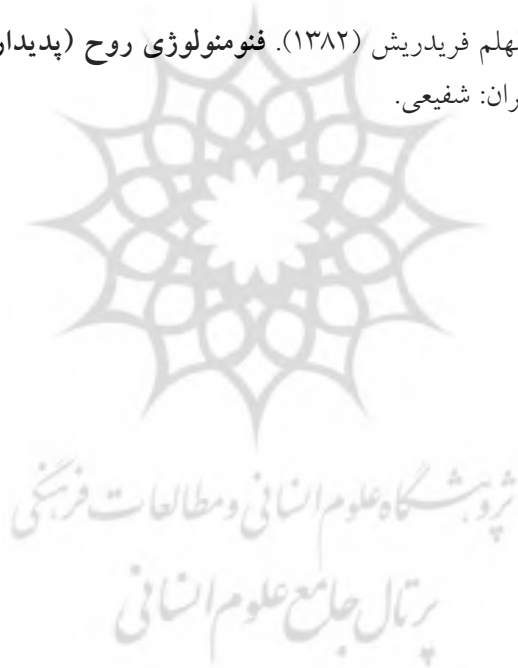 هلم فریدریش (۱۳۸۲). فنومنولوژی روح (پدیدار
ران: شفیعی.
پژوهشگاه علوم انسانی و مطالعات فرهنگی
پرتال جامع علوم انسانی